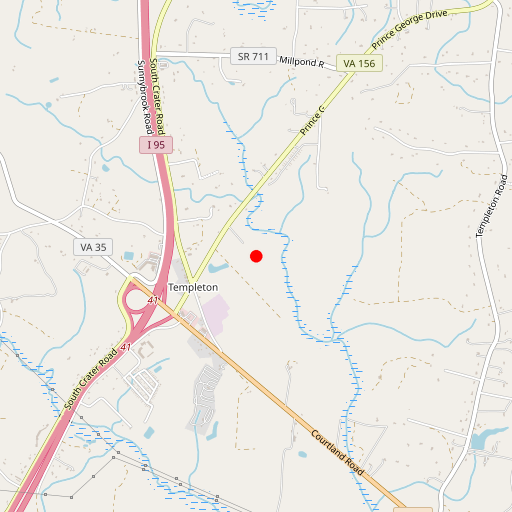 Prince George Drive
SR 711
Millpond R
VA 156
South Crater Road
Sunnybrook Road
I 95
Prince G
Templeton Road
VA 35
Templeton
41
41
South Crater Road
Courtland Road